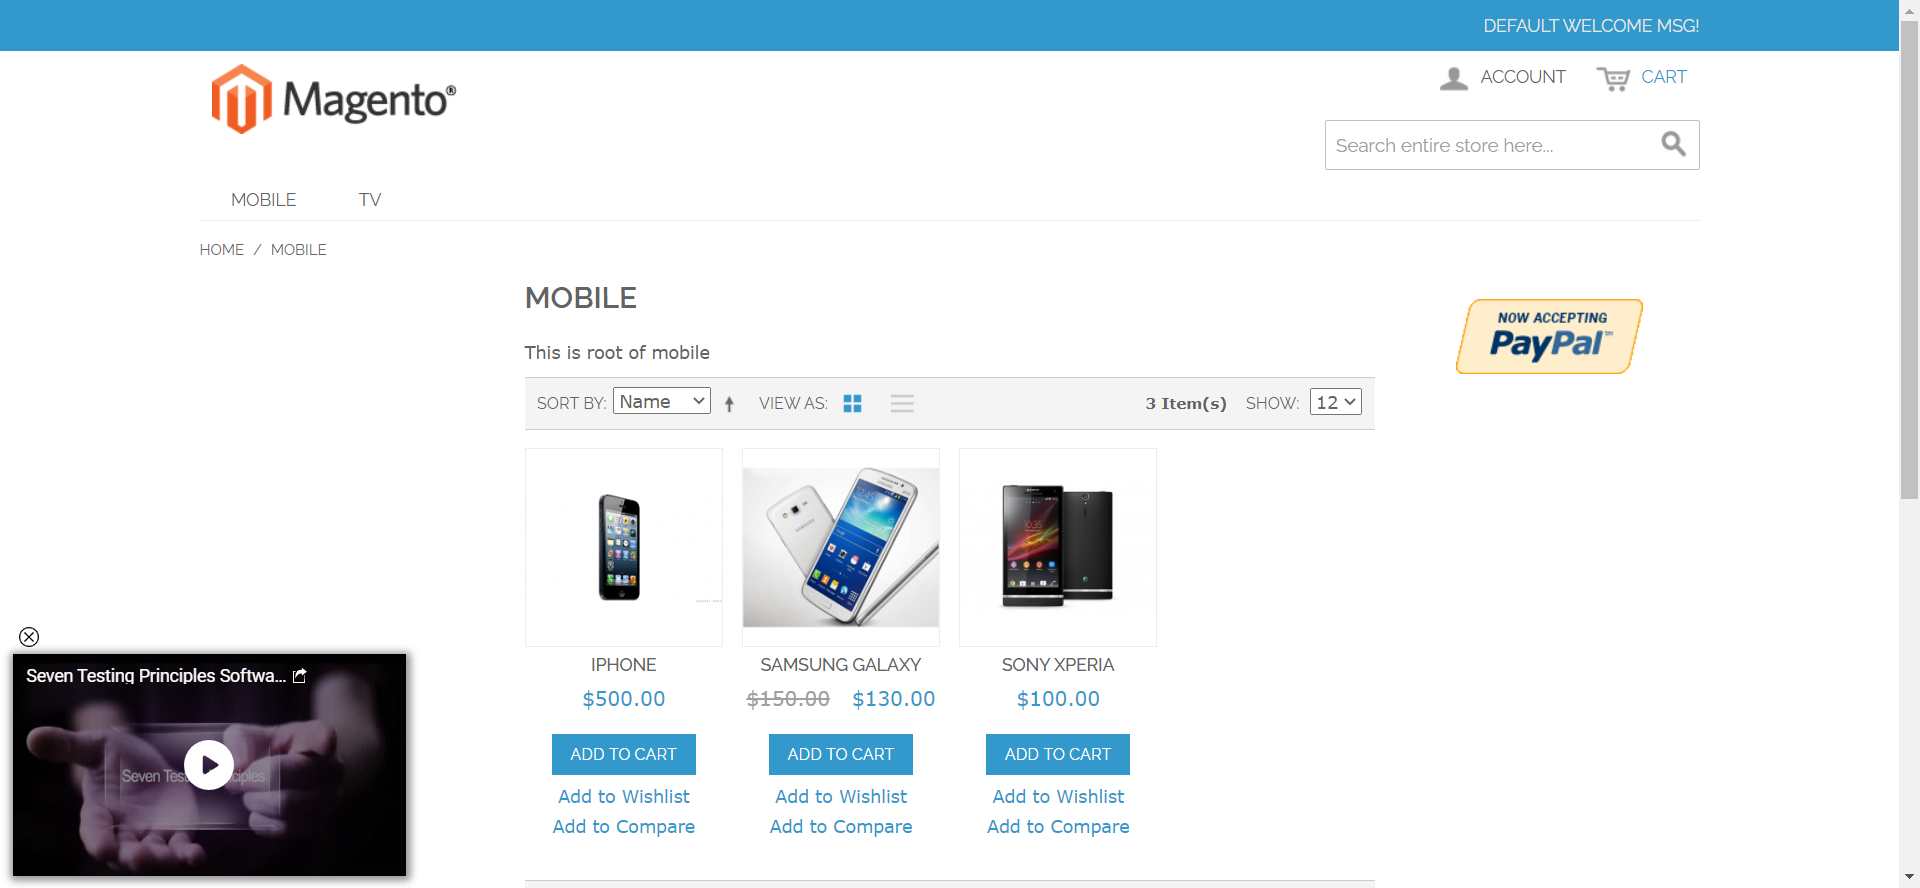 DEFAULT WELCOME MSG!
Magento®
ACCOUNT
CART
Search entire store here...
MOBILE
TV
HOME / MOBILE
MOBILE
NOW ACCEPTING
PayPal™
This is root of mobile
SORT BY: Name
VIEW AS:
3 Item(s)
SHOW: 12
IPHONE
$500.00
ADD TO CART
Add to Wishlist
Add to Compare
SAMSUNG GALAXY
$150.00 $130.00
ADD TO CART
Add to Wishlist
Add to Compare
SONY XPERIA
$100.00
ADD TO CART
Add to Wishlist
Add to Compare
Seven Testing Principles Softwa...